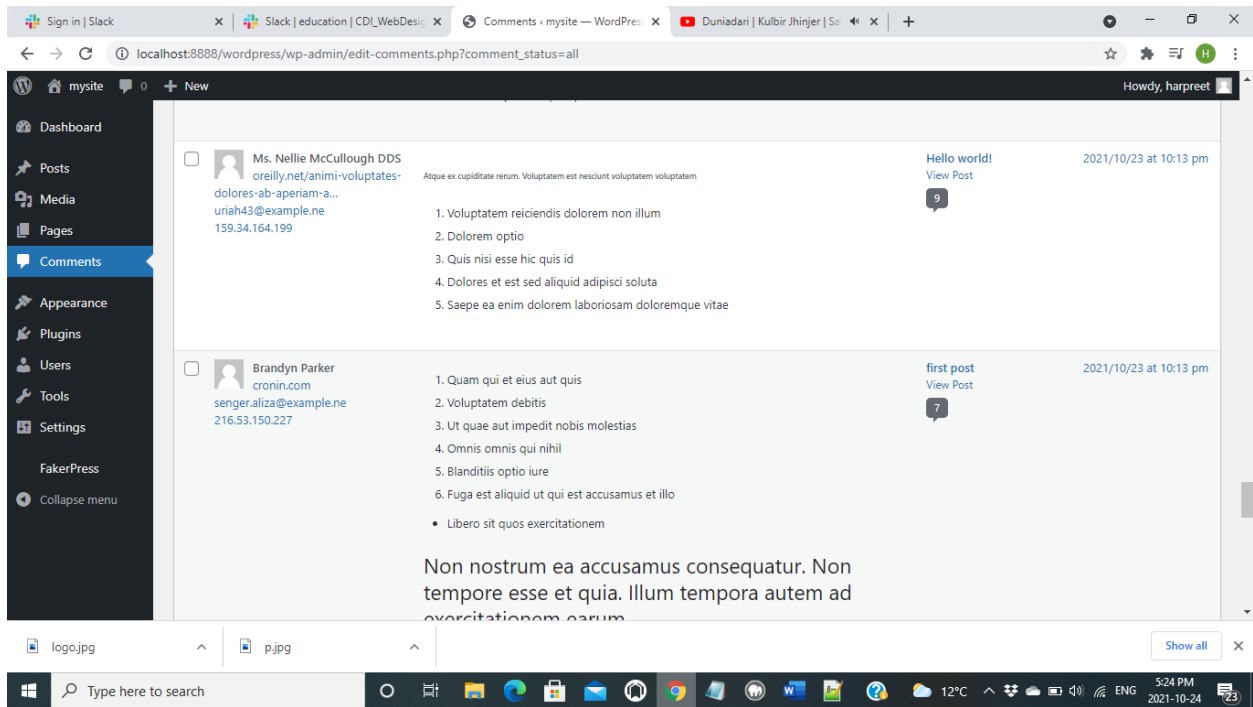 Sign in | Slack
Slack | education | CDI_WebDesig
Comments ‹ mysite — WordPres
Duniadari | Kulbir Jhinjer | Sa
localhost:8888/wordpress/wp-admin/edit-comments.php?comment_status=all
H
mysite 0 + New
Howdy, harpreet
Dashboard
Posts
Media
Pages
Comments
Appearance
Plugins
Users
Tools
Settings
FakerPress
Collapse menu
Ms. Nellie McCullough DDS
oreilly.net/animi-voluptates-
dolores-ab-aperiam-a...
uriah43@example.ne
159.34.164.199
Atque ex cupiditate rerum. Voluptatem est nesciunt voluptatem voluptatem
1. Voluptatem reiciendis dolorem non illum
2. Dolorem optio
3. Quis nisi esse hic quis id
4. Dolores et est sed aliquid adipisci soluta
5. Saepe ea enim dolorem laboriosam doloremque vitae
Hello world!
View Post
9
2021/10/23 at 10:13 pm
Brandyn Parker
cronin.com
senger.aliza@example.ne
216.53.150.227
1. Quam qui et eius aut quis
2. Voluptatem debitis
3. Ut quae aut impedit nobis molestias
4. Omnis omnis qui nihil
5. Blanditiis optio iure
6. Fuga est aliquid ut qui est accusamus et illo
• Libero sit quos exercitationem
Non nostrum ea accusamus consequatur. Non
tempore esse et quia. Illum tempora autem ad
exercitationem earum
first post
View Post
7
2021/10/23 at 10:13 pm
logo.jpg
p.jpg
Show all
Type here to search
12°C
ENG
5:24 PM
2021-10-24
23